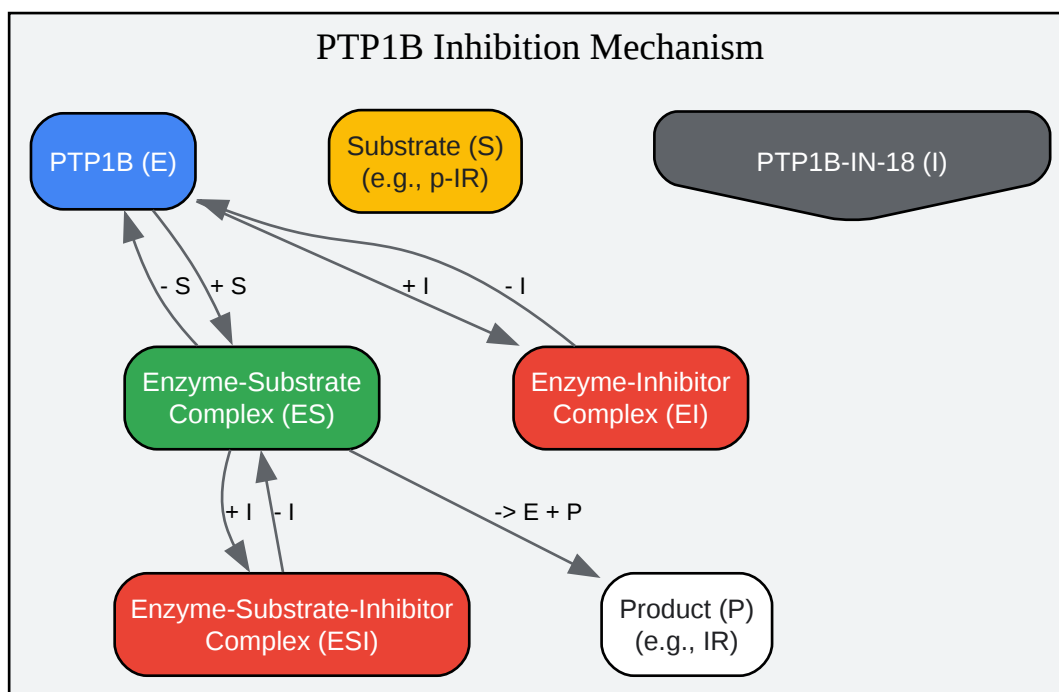 PTP1B Inhibition Mechanism
PTP1B (E)
Substrate (S)
(e.g., p-IR)
PTP1B-IN-18 (I)
- S
+ S
+ I
- I
Enzyme-Substrate
Complex (ES)
Enzyme-Inhibitor
Complex (EI)
+ I
- I
-> E + P
Enzyme-Substrate-Inhibitor
Complex (ESI)
Product (P)
(e.g., IR)